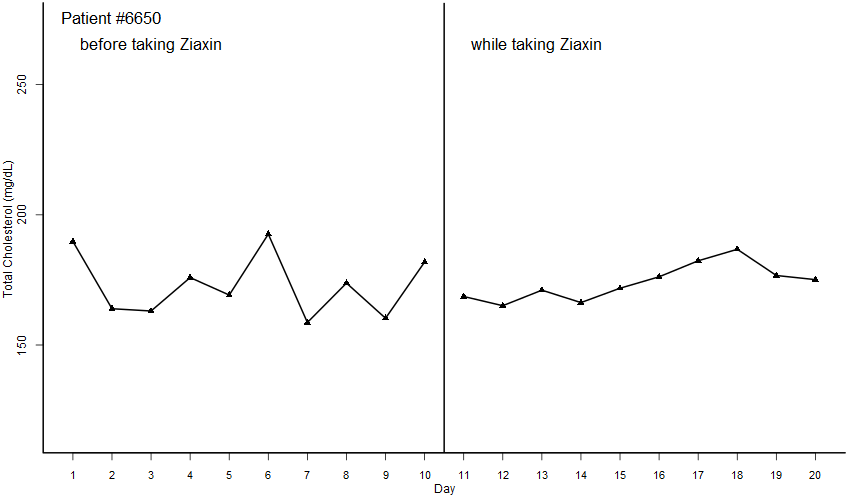 Patient #6650
before taking Ziaxin
while taking Ziaxin
Total Cholesterol (mg/dL)
250
200
150
1 2 3 4 5 6 7 8 9 10 11 12 13 14 15 16 17 18 19 20
Day